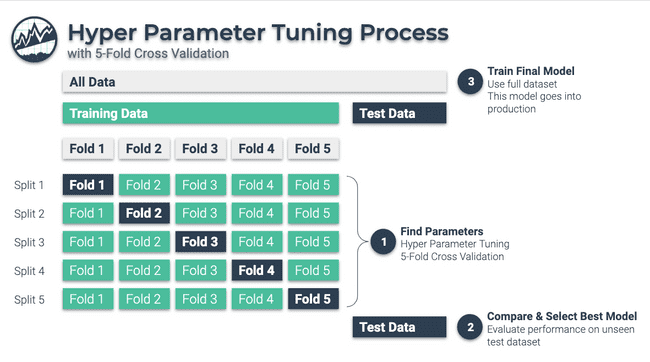 Hyper Parameter Tuning Process
with 5-Fold Cross Validation
All Data
3 Train Final Model
Use full dataset
This model goes into
production
Training Data Test Data
Fold 1 Fold 2 Fold 3 Fold 4 Fold 5
Split 1 Fold 1 Fold 2 Fold 3 Fold 4 Fold 5
Split 2 Fold 1 Fold 2 Fold 3 Fold 4 Fold 5
Split 3 Fold 1 Fold 2 Fold 3 Fold 4 Fold 5
Split 4 Fold 1 Fold 2 Fold 3 Fold 4 Fold 5
Split 5 Fold 1 Fold 2 Fold 3 Fold 4 Fold 5
1 Find Parameters
Hyper Parameter Tuning
5-Fold Cross Validation
Test Data
2 Compare & Select Best Model
Evaluate performance on unseen
test dataset